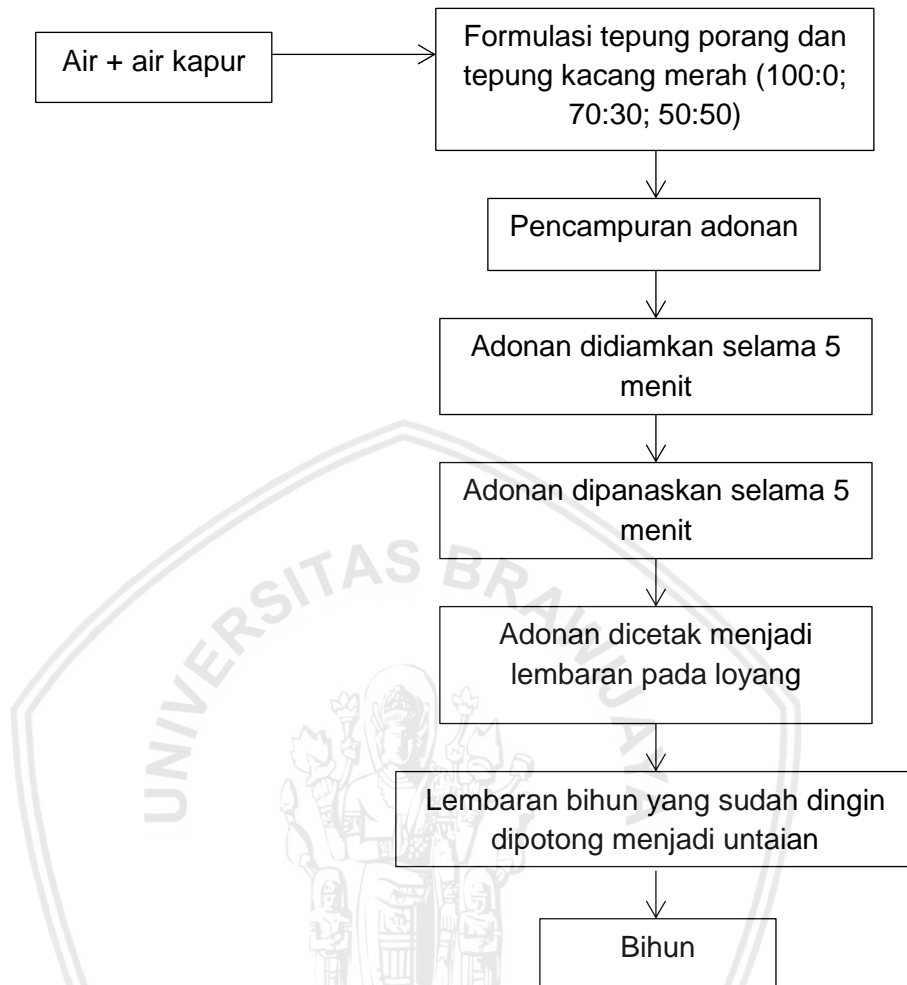 Air + air kapur
Formulasi tepung porang dan
tepung kacang merah (100:0;
70:30; 50:50)
Pencampuran adonan
Adonan didiamkan selama 5
menit
Adonan dipanaskan selama 5
menit
Adonan dicetak menjadi
lembaran pada loyang
Lembaran bihun yang sudah dingin
dipotong menjadi untaian
Bihun
UNIVERSITAS BRAWIJAYA